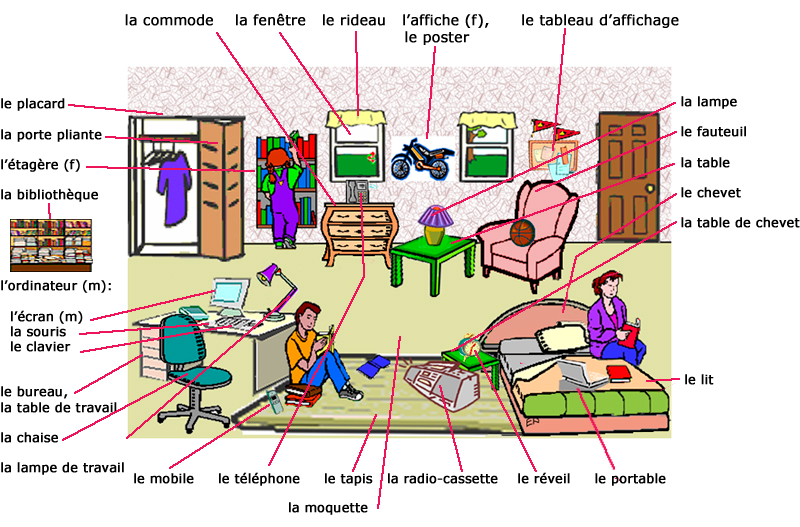 la commode la fenêtre le rideau l'affiche (f), le tableau d'affichage
le poster
le placard
la porte pliante
l'étagère (f)
la bibliothèque
l'ordinateur (m):
l'écran (m)
la souris
le clavier
le bureau,
la table de travail
la chaise
la lampe de travail
la lampe
le fauteuil
la table
le chevet
la table de chevet
le lit
le mobile le téléphone le tapis la radio-cassette le réveil le portable
la moquette